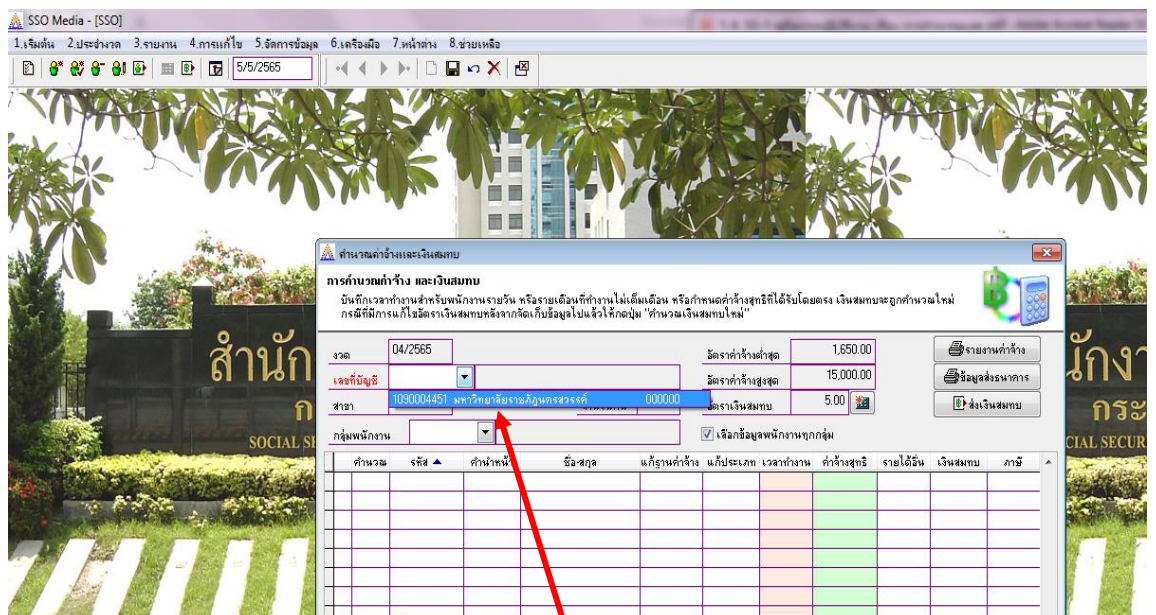 SSO Media - [SSO]
1.เริ่มต้น 2.ประจำงวด 3.รายงาน 4.การแก้ไข 5.จัดการข้อมูล 6.เครื่องมือ 7.หน้าต่าง 8.ช่วยเหลือ
5/5/2565
คำนวณค่าจ้างและเงินสมทบ
การคำนวณค่าจ้าง และเงินสมทบ
บันทึกเวลาทำงานสำหรับพนักงานรายวัน หรือรายเดือนที่ทำงานไม่เต็มเดือน หรือกำหนดค่าจ้างสุทธิที่ได้รับโดยตรง เงินสมทบจะถูกคำนวณใหม่
กรณีที่มีการแก้ไขอัตราเงินสมทบหลังจากจัดเก็บข้อมูลไปแล้วให้กดปุ่ม "คำนวณเงินสมทบใหม่"
งวด 04/2565 อัตราค่าจ้างต่ำสุด 1,650.00 รายงานค่าจ้าง
เลขที่บัญชี อัตราค่าจ้างสูงสุด 15,000.00 ข้อมูลส่งธนาคาร
1090004451 มหาวิทยาลัยราชภัฏนครสวรรค์ 000000
สาขา อัตราเงินสมทบ 5.00 ส่งเงินสมทบ
กลุ่มพนักงาน เลือกข้อมูลพนักงานทุกกลุ่ม
คำนวณ รหัส คำนำหน้า ชื่อ-สกุล แก้ฐานค่าจ้าง แก้ประเภท เวลาทำงาน ค่าจ้างสุทธิ รายได้อื่น เงินสมทบ ภาษี
สำนัก
SOCIAL
กระ
CIAL SECUR